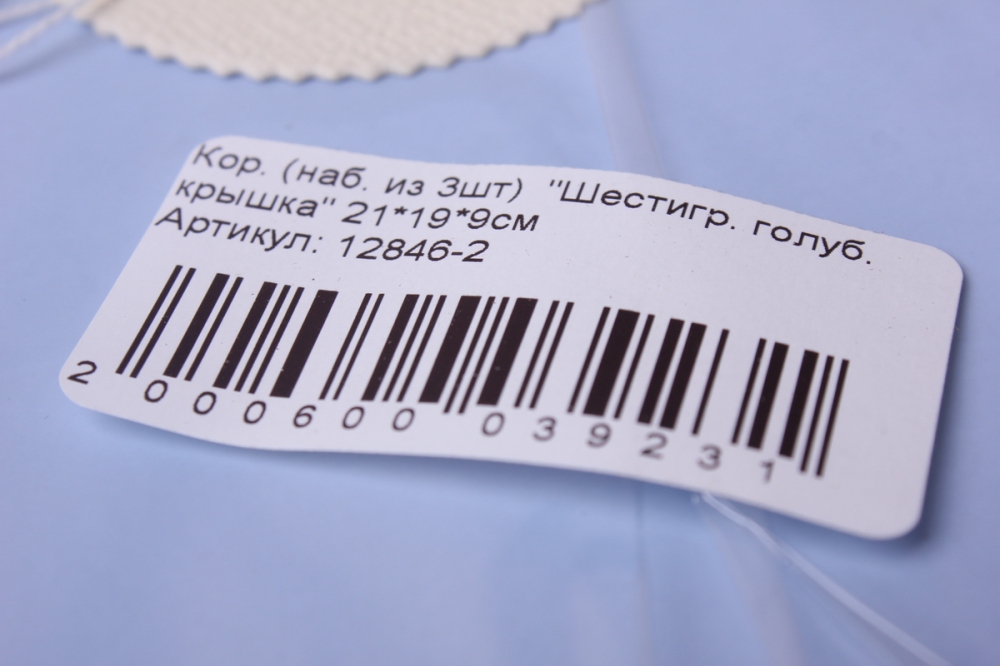 Кор. (наб. из 3шт)  "Шестигр. голуб.
крышка" 21*19*9см
Артикул: 12846-2
2 000600 039231